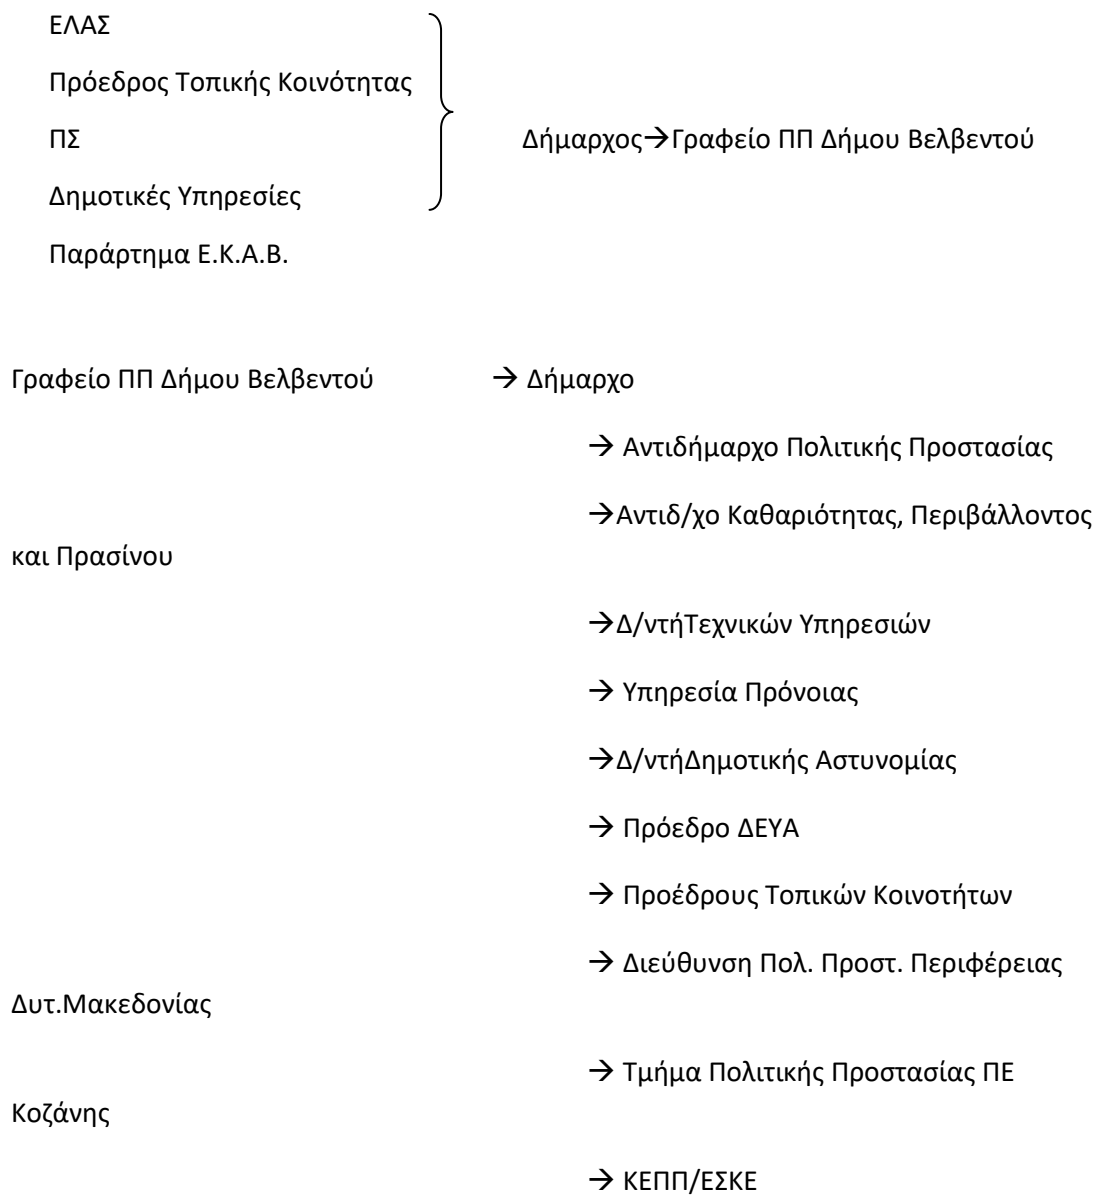 ΕΛΑΣ
Πρόεδρος Τοπικής Κοινότητας
ΠΣ
Δήμαρχος→Γραφείο ΠΠ Δήμου Βελβεντού
Δημοτικές Υπηρεσίες
Παράρτημα Ε.Κ.Α.Β.
Γραφείο ΠΠ Δήμου Βελβεντού → Δήμαρχο
→ Αντιδήμαρχο Πολιτικής Προστασίας
→Αντιδ/χο Καθαριότητας, Περιβάλλοντος
και Πρασίνου
→Δ/ντήΤεχνικών Υπηρεσιών
→ Υπηρεσία Πρόνοιας
→Δ/ντήΔημοτικής Αστυνομίας
→ Πρόεδρο ΔΕΥΑ
→ Προέδρους Τοπικών Κοινοτήτων
→ Διεύθυνση Πολ. Προστ. Περιφέρειας
Δυτ.Μακεδονίας
→ Τμήμα Πολιτικής Προστασίας ΠΕ
Κοζάνης
→ ΚΕΠΠ/ΕΣΚΕ